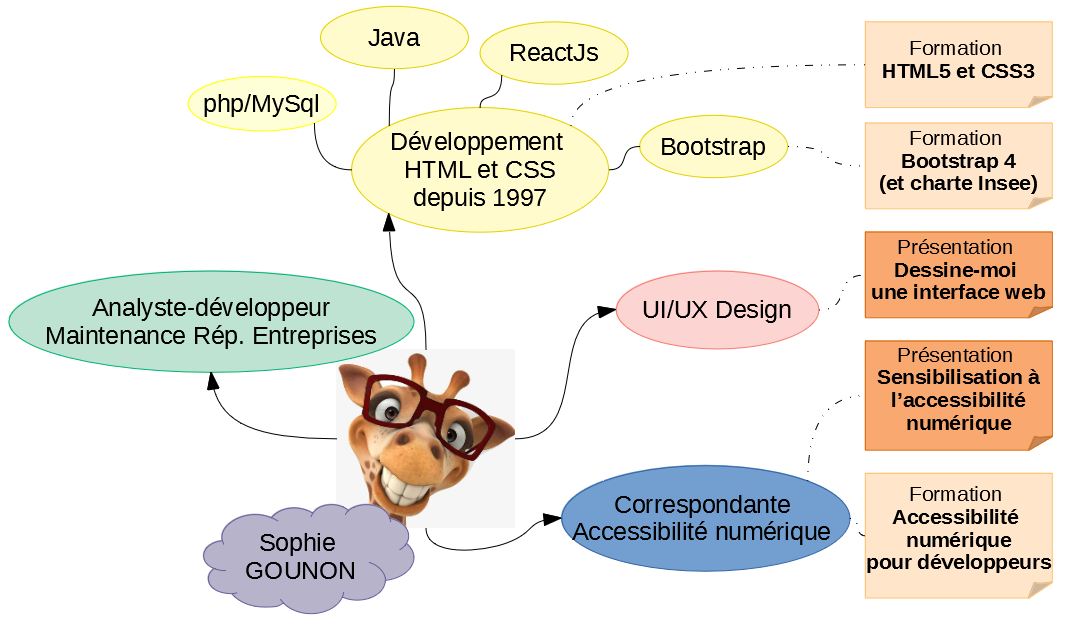 Java
ReactJs
php/MySql
Développement
HTML et CSS
depuis 1997
Bootstrap
Formation
HTML5 et CSS3
Formation
Bootstrap 4
(et charte Insee)
Analyste-développeur
Maintenance Rép. Entreprises
UI/UX Design
Présentation
Dessine-moi
une interface web
Présentation
Sensibilisation à
l’accessibilité
numérique
Correspondante
Accessibilité numérique
Formation
Accessibilité
numérique
pour développeurs
Sophie
GOUNON